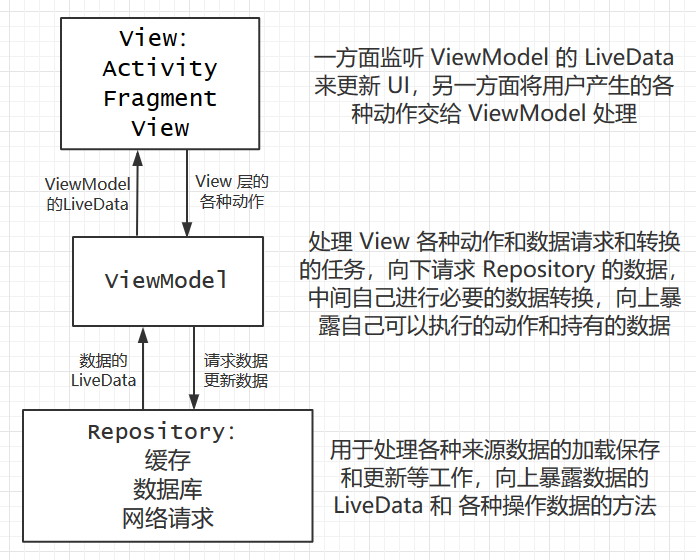 View:
Activity
Fragment
View
一方面监听 ViewModel 的 LiveData
来更新 UI，另一方面将用户产生的各
种动作交给 ViewModel 处理
ViewModel
的LiveData
View 层的
各种动作
ViewModel
处理 View 各种动作和数据请求和转换
的任务，向下请求 Repository 的数据，
中间自己进行必要的数据转换，向上暴
露自己可以执行的动作和持有的数据
数据的
LiveData
请求数据
更新数据
Repository:
缓存
数据库
网络请求
用于处理各种来源数据的加载保存
和更新等工作，向上暴露数据的
LiveData 和 各种操作数据的方法